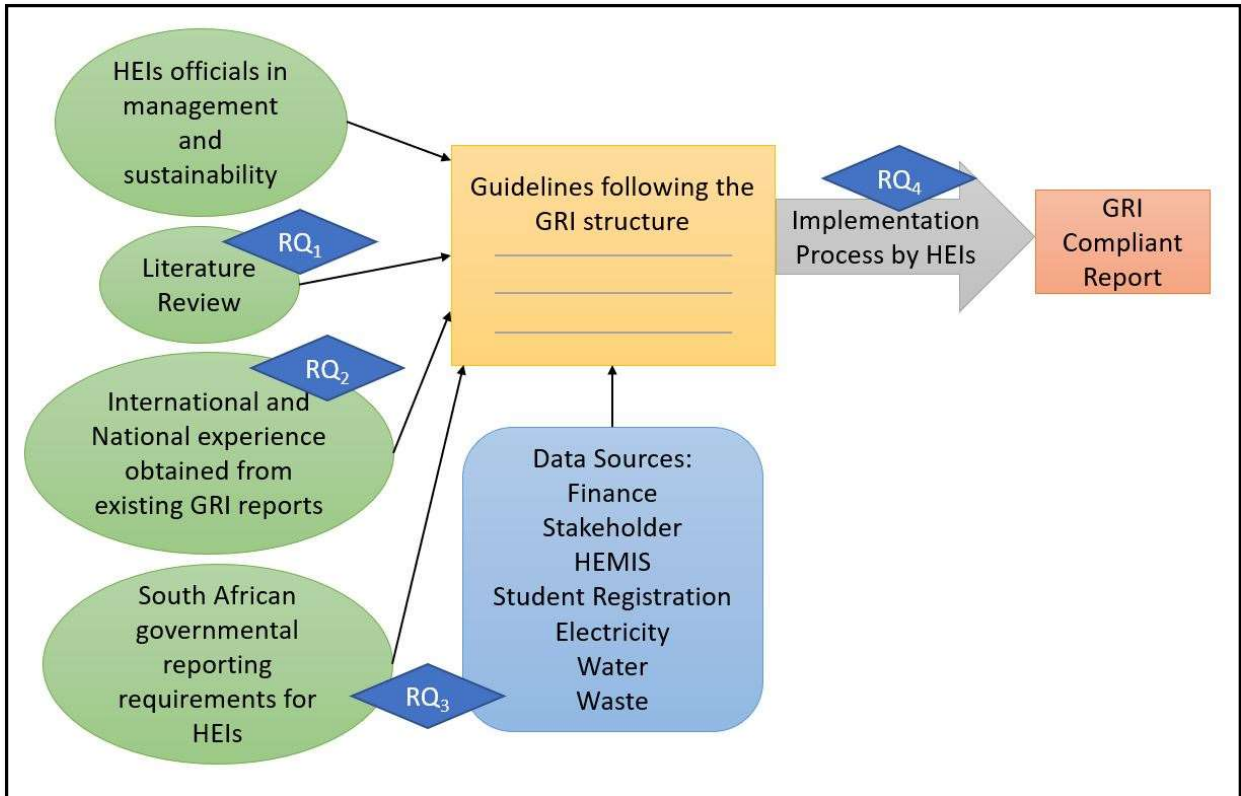 HEIs officials in
management
and
sustainability
RQ₁
Literature
Review
RQ₂
International and
National experience
obtained from
existing GRI reports
South African
governmental
reporting
requirements for
HEIs
RQ₃
Guidelines following the
GRI structure
Data Sources:
Finance
Stakeholder
HEMIS
Student Registration
Electricity
Water
Waste
RQ₄
Implementation
Process by HEIs
GRI
Compliant
Report